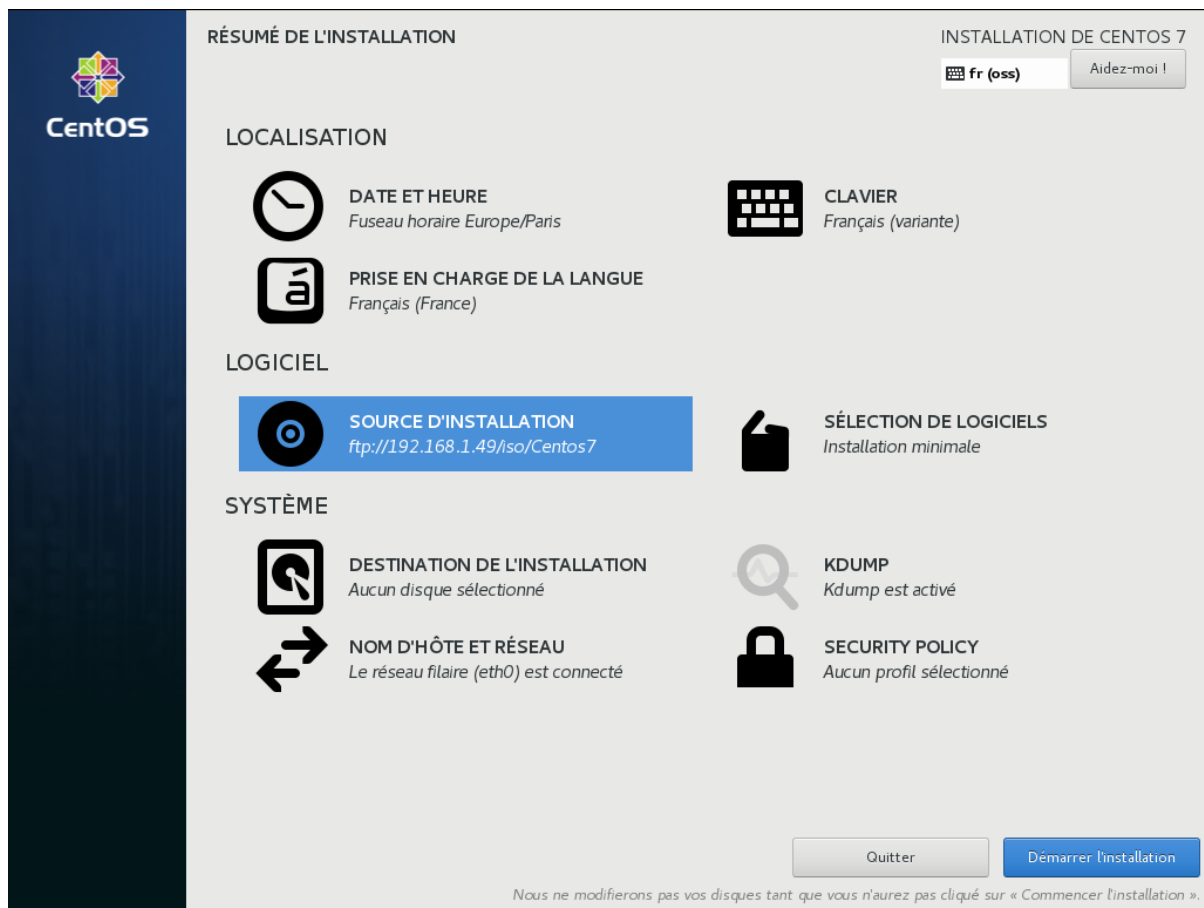 RÉSUMÉ DE L'INSTALLATION
INSTALLATION DE CENTOS 7
fr (oss)
Aidez-moi !
CentOS
LOCALISATION
DATE ET HEURE
Fuseau horaire Europe/Paris
CLAVIER
Français (variante)
á
PRISE EN CHARGE DE LA LANGUE
Français (France)
LOGICIEL
SOURCE D'INSTALLATION
ftp://192.168.1.49/iso/Centos7
SÉLECTION DE LOGICIELS
Installation minimale
SYSTÈME
DESTINATION DE L'INSTALLATION
Aucun disque sélectionné
KDUMP
Kdump est activé
NOM D'HÔTE ET RÉSEAU
Le réseau filaire (eth0) est connecté
SECURITY POLICY
Aucun profil sélectionné
Quitter
Démarrer l'installation
Nous ne modifierons pas vos disques tant que vous n'aurez pas cliqué sur « Commencer l'installation ».